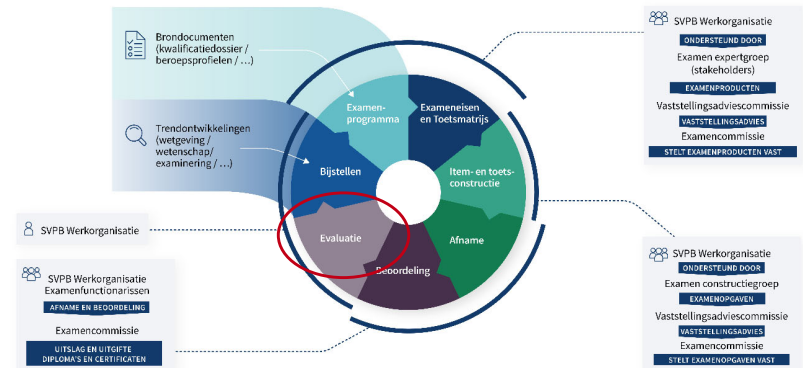 Brondocumenten
(kwalificatiedossier /
beroepsprofielen / ...)
Trendontwikkelingen
(wetgeving /
wetenschap/
examinering / ...)
Examen-
programma
Exameneisen
en Toetsmatrijs
Item- en toets-
constructie
Afname
Beoordeling
Evaluatie
Bijstellen
SVPB Werkorganisatie
SVPB Werkorganisatie
Examenfunctionarissen
AFNAME EN BEOORDELING
Examencommissie
UITSLAG EN UITGIFTE
DIPLOMA'S EN CERTIFICATEN
SVPB Werkorganisatie
ONDERSTEUND DOOR
Examen expertgroep
(stakeholders)
EXAMENPRODUCTEN
Vaststellingsadviescommissie
VASTSTELLINGSADVIES
Examencommissie
STELT EXAMENPRODUCTEN VAST
SVPB Werkorganisatie
ONDERSTEUND DOOR
Examen constructiegroep
EXAMENOPGAVEN
Vaststellingsadviescommissie
VASTSTELLINGSADVIES
Examencommissie
STELT EXAMENOPGAVEN VAST